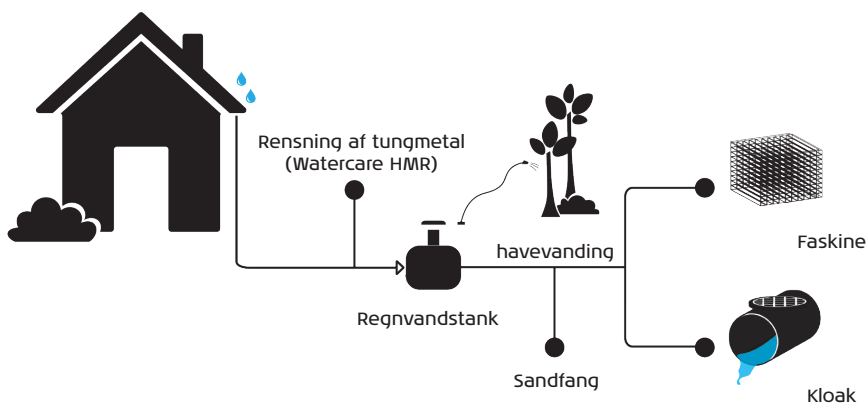 Rensning af tungmetal
(Watercare HMR)
havevanding
Faskine
Regnvandstank
Sandfang
Kloak